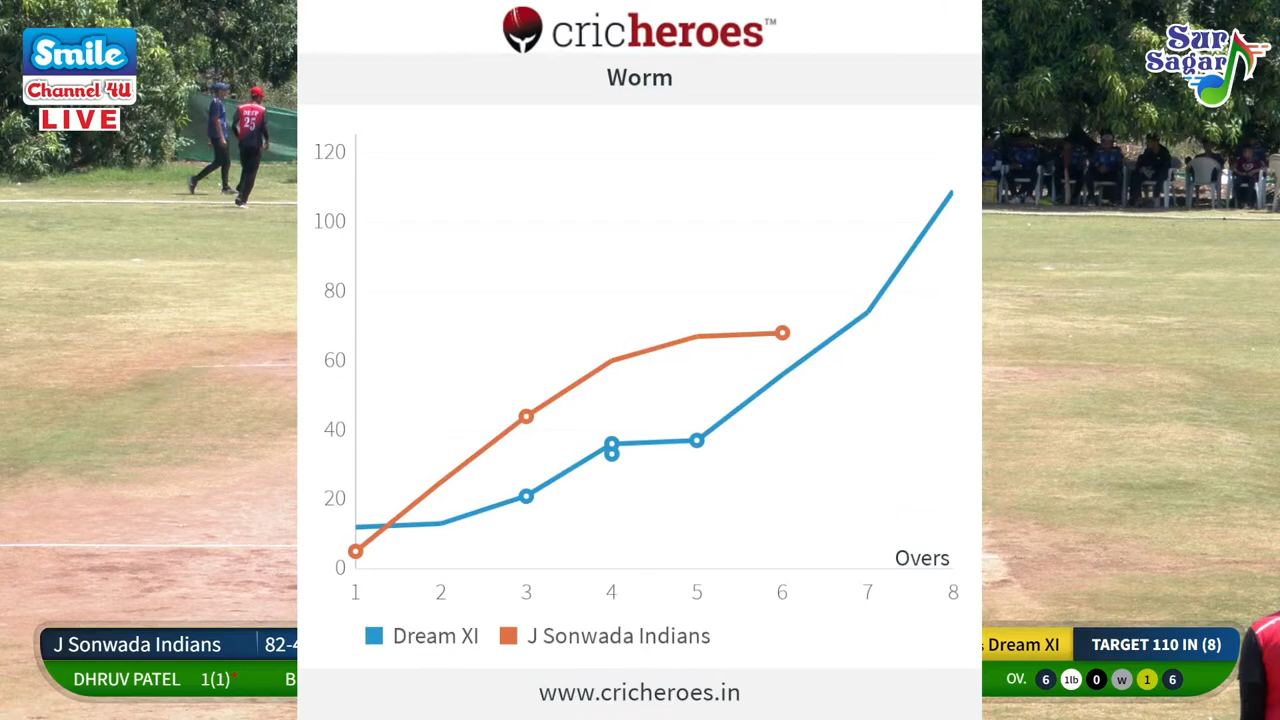 Smile
Channel 4U
LIVE
cricheroes™
Sur
Sagar
Worm
25
120
100
80
60
40
20
0
Overs
1 2 3 4 5 6 7 8
Dream XI J Sonwada Indians
J Sonwada Indians 82-4
Dream XI TARGET 110 IN (8)
DHRUV PATEL 1(1)*
OV. 6 1lb 0 w 1 6
www.cricheroes.in